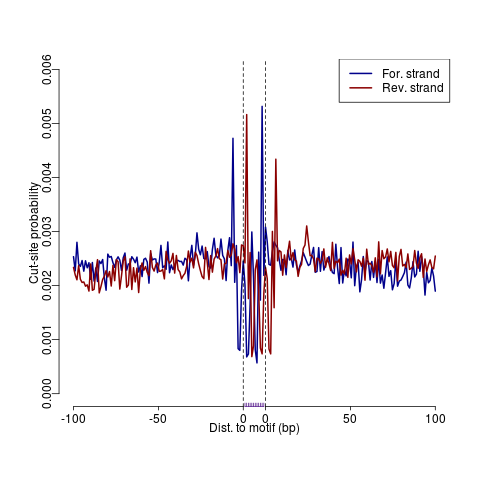 For. strand
Rev. strand
Cut-site probability
0.006
0.005
0.004
0.003
0.002
0.001
0.000
-100 -50 0 0 50 100
Dist. to motif (bp)